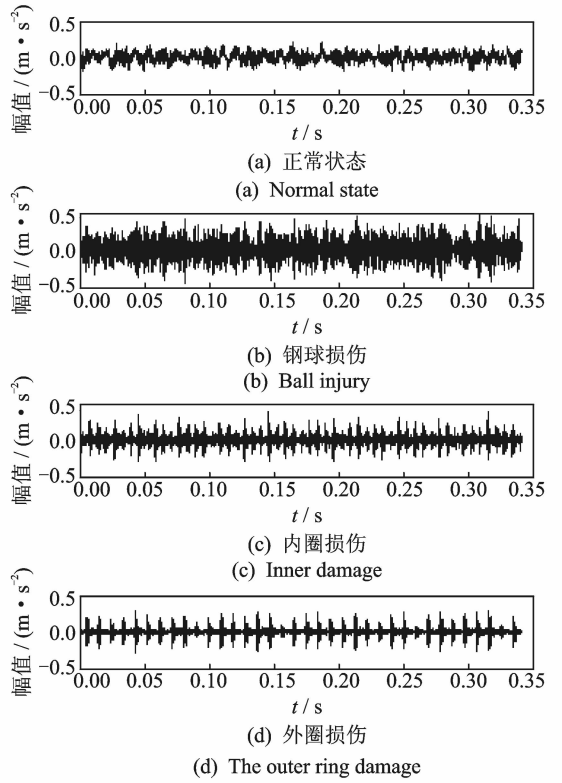 幅值 / (m • s⁻²)
0.5
0.0
−0.5
0.00 0.05 0.10 0.15 0.20 0.25 0.30 0.35
t / s
(a) 正常状态
(a) Normal state
幅值 / (m • s⁻²)
0.5
0.0
−0.5
0.00 0.05 0.10 0.15 0.20 0.25 0.30 0.35
t / s
(b) 钢球损伤
(b) Ball injury
幅值 / (m • s⁻²)
0.5
0.0
−0.5
0.00 0.05 0.10 0.15 0.20 0.25 0.30 0.35
t / s
(c) 内圈损伤
(c) Inner damage
幅值 / (m • s⁻²)
0.5
0.0
−0.5
0.00 0.05 0.10 0.15 0.20 0.25 0.30 0.35
t / s
(d) 外圈损伤
(d) The outer ring damage